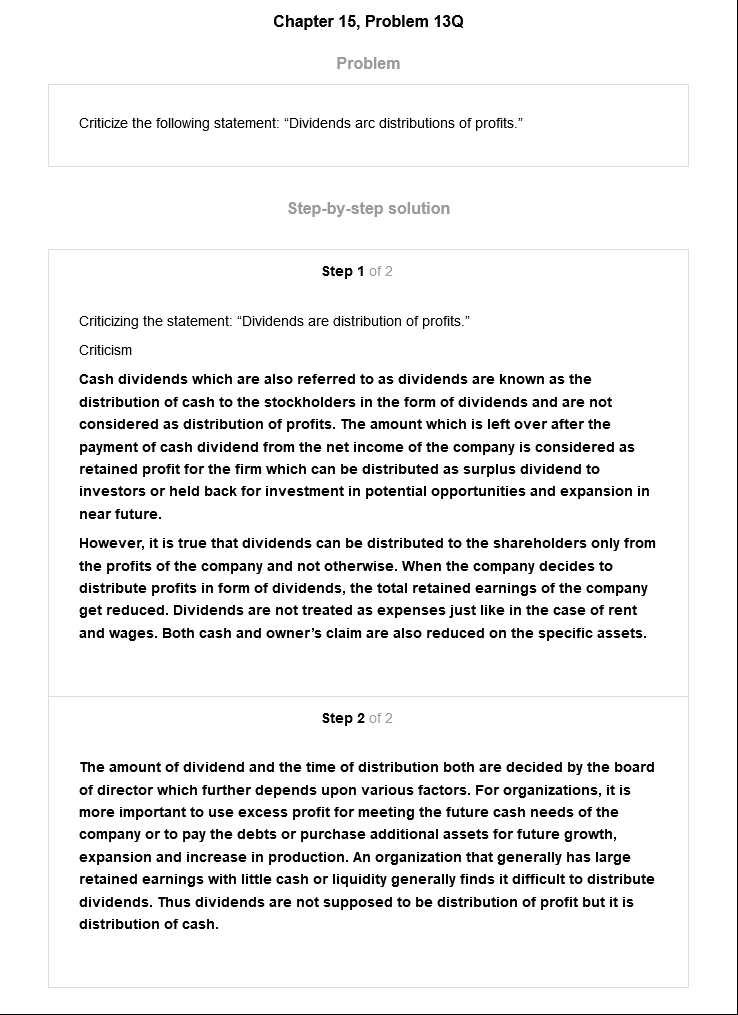 Chapter 15, Problem 13Q
Problem
Criticize the following statement: “Dividends arc distributions of profits.”
Step-by-step solution
Step 1 of 2
Criticizing the statement: “Dividends are distribution of profits.”
Criticism
Cash dividends which are also referred to as dividends are known as the
distribution of cash to the stockholders in the form of dividends and are not
considered as distribution of profits. The amount which is left over after the
payment of cash dividend from the net income of the company is considered as
retained profit for the firm which can be distributed as surplus dividend to
investors or held back for investment in potential opportunities and expansion in
near future.
However, it is true that dividends can be distributed to the shareholders only from
the profits of the company and not otherwise. When the company decides to
distribute profits in form of dividends, the total retained earnings of the company
get reduced. Dividends are not treated as expenses just like in the case of rent
and wages. Both cash and owner’s claim are also reduced on the specific assets.
Step 2 of 2
The amount of dividend and the time of distribution both are decided by the board
of director which further depends upon various factors. For organizations, it is
more important to use excess profit for meeting the future cash needs of the
company or to pay the debts or purchase additional assets for future growth,
expansion and increase in production. An organization that generally has large
retained earnings with little cash or liquidity generally finds it difficult to distribute
dividends. Thus dividends are not supposed to be distribution of profit but it is
distribution of cash.